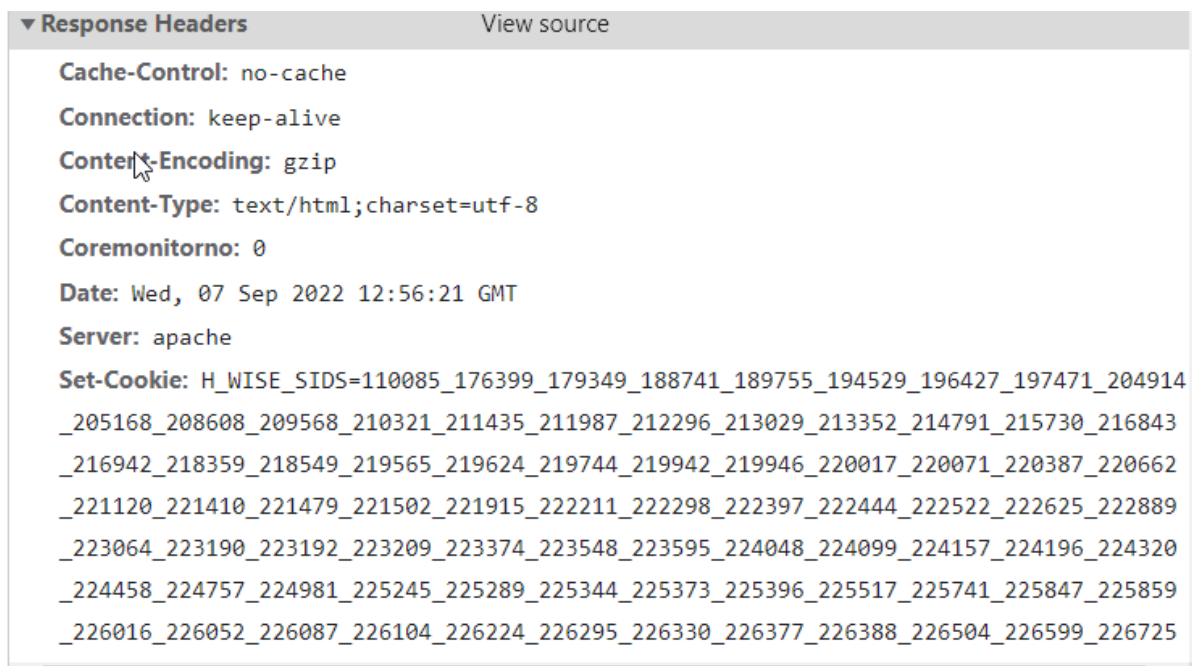 ▼ Response Headers View source
Cache-Control: no-cache
Connection: keep-alive
Content-Encoding: gzip
Content-Type: text/html;charset=utf-8
Coremonitorno: 0
Date: Wed, 07 Sep 2022 12:56:21 GMT
Server: apache
Set-Cookie: H_WISE_SIDS=110085_176399_179349_188741_189755_194529_196427_197471_204914
_205168_208608_209568_210321_211435_211987_212296_213029_213352_214791_215730_216843
_216942_218359_218549_219565_219624_219744_219942_219946_220017_220071_220387_220662
_221120_221410_221479_221502_221915_222211_222298_222397_222444_222522_222625_222889
_223064_223190_223192_223209_223374_223548_223595_224048_224099_224157_224196_224320
_224458_224757_224981_225245_225289_225344_225373_225396_225517_225741_225847_225859
_226016_226052_226087_226104_226224_226295_226330_226377_226388_226504_226599_226725